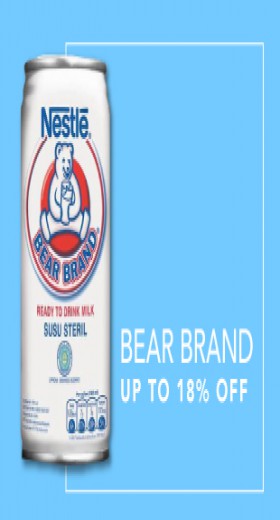 Nestlé
BEAR BRAND
READY TO DRINK MILK
SUSU STERIL
BEAR BRAND
UP TO 18% OFF